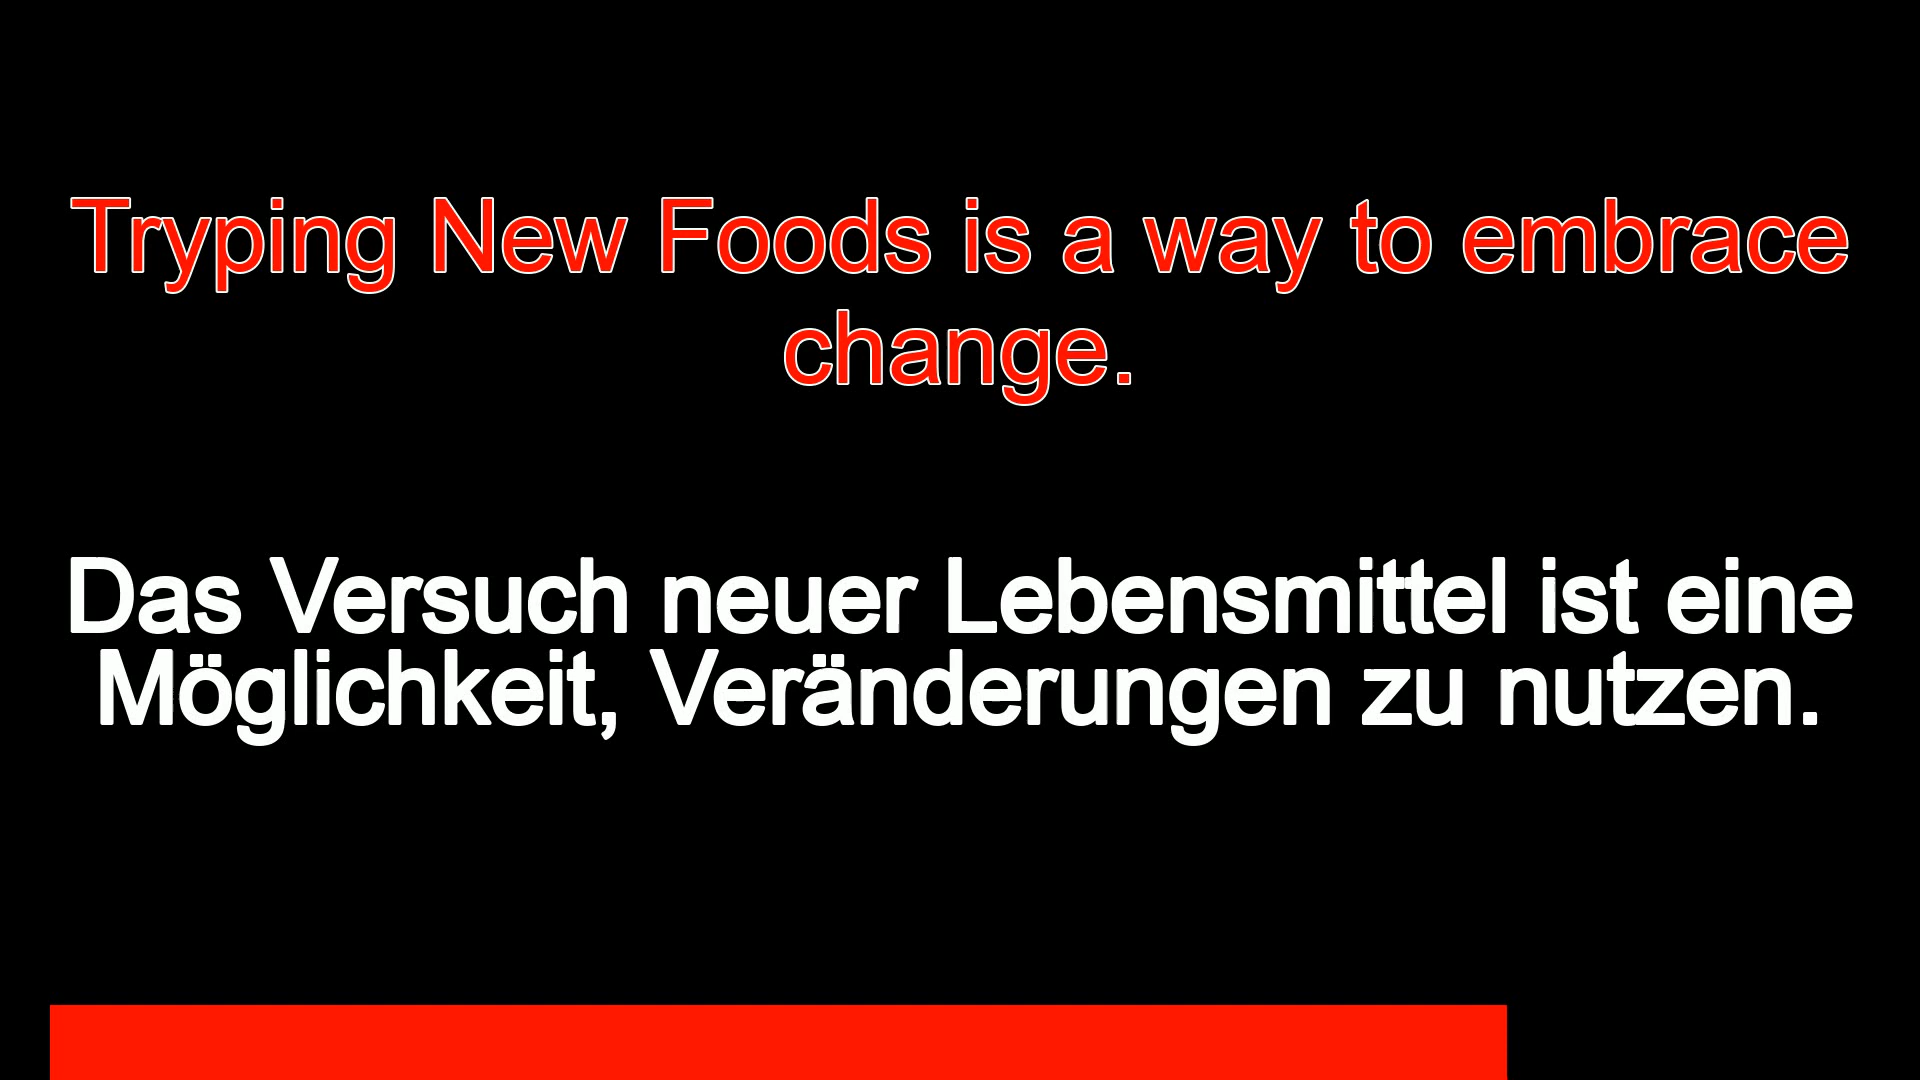 Tryping New Foods is a way to embrace
change.
Das Versuch neuer Lebensmittel ist eine
Möglichkeit, Veränderungen zu nutzen.